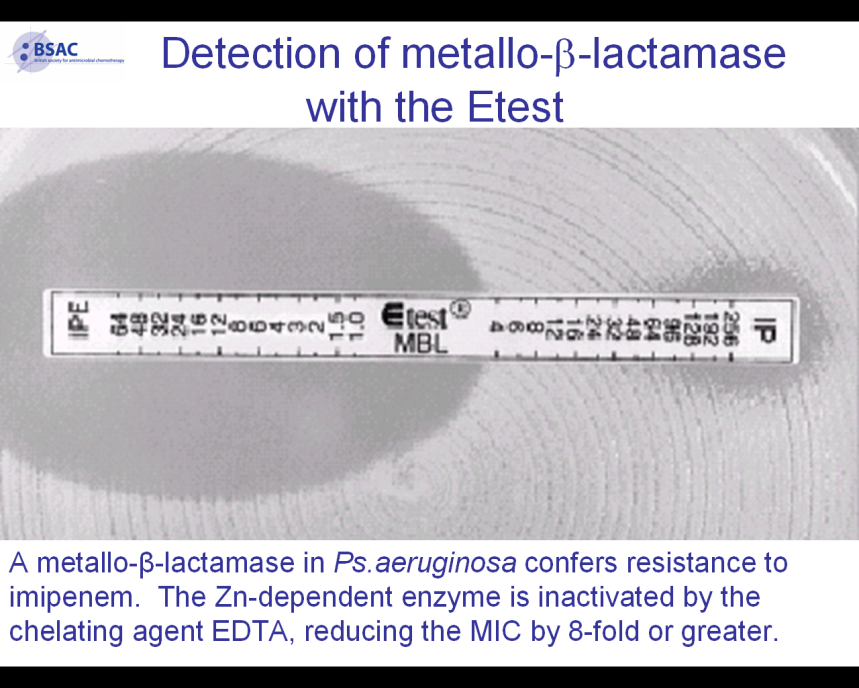 BSAC
british society for antimicrobial chemotherapy
Detection of metallo-β-lactamase
with the Etest
IPE 64 48 32 24 16 12 8 6 4 3 2 1.5 1.0 Etest® MBL 4 6 8 12 16 24 32 48 64 96 128 192 256 IP
A metallo-β-lactamase in Ps.aeruginosa confers resistance to
imipenem. The Zn-dependent enzyme is inactivated by the
chelating agent EDTA, reducing the MIC by 8-fold or greater.